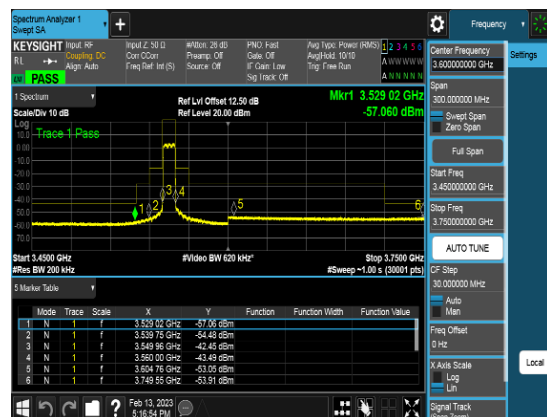 Spectrum Analyzer 1
Swept SA
Frequency
KEYSIGHT
Input: RF
Input Z: 50 Ω
#Atten: 26 dB
PNO: Fast
Avg Type: Power (RMS)
1 2 3 4 5 6
R L
Coupling: DC
Corr CCorr
Preamp: Off
Gate: Off
Avg|Hold: 10/10
A W W W W W
Align: Auto
Freq Ref: Int (S)
Source: Off
IF Gain: Low
Trig: Free Run
PASS
Sig Track: Off
A N N N N N
1 Spectrum
Scale/Div 10 dB
Ref Lvl Offset 12.50 dB
Ref Level 20.00 dBm
Mkr1 3.529 02 GHz
-57.060 dBm
Log
Trace 1 Pass
10.0
0.00
-10.0
-20.0
-30.0
-40.0
-50.0
-60.0
-70.0
1
2
3
4
5
6
Start 3.4500 GHz
#Video BW 620 kHz*
Stop 3.7500 GHz
#Res BW 200 kHz
#Sweep ~1.00 s (30001 pts)
5 Marker Table
Mode Trace Scale X Y Function Function Width Function Value
1 N 1 f 3.529 02 GHz -57.06 dBm
2 N 1 f 3.539 75 GHz -54.48 dBm
3 N 1 f 3.549 96 GHz -42.45 dBm
4 N 1 f 3.560 00 GHz -43.49 dBm
5 N 1 f 3.604 76 GHz -53.05 dBm
6 N 1 f 3.749 55 GHz -53.91 dBm
Feb 13, 2023
5:16:54 PM
Center Frequency
3.600000000 GHz
Settings
Span
300.000000 MHz
Swept Span
Zero Span
Full Span
Start Freq
3.450000000 GHz
Stop Freq
3.750000000 GHz
AUTO TUNE
CF Step
30.000000 MHz
Auto
Man
Freq Offset
0 Hz
X Axis Scale
Log
Lin
Local
Signal Track